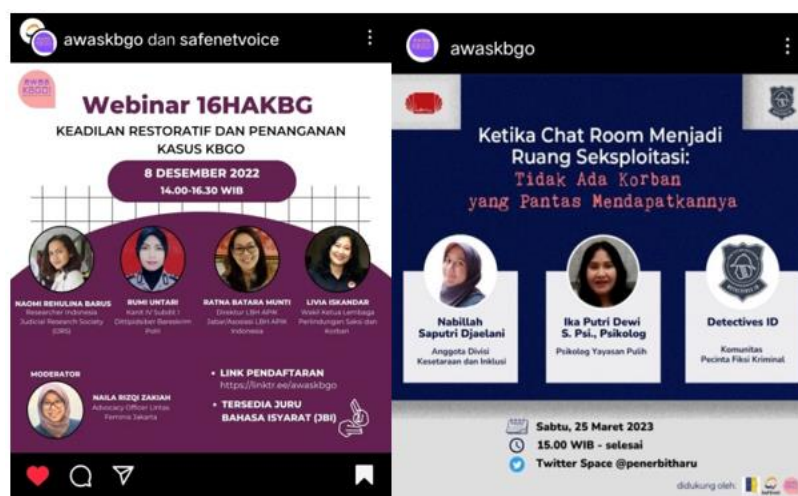 awaskbgo dan safenetvoice
AWAS
KBGO!
Webinar 16HAKBG
KEADILAN RESTORATIF DAN PENANGANAN
KASUS KBGO
8 DESEMBER 2022
14.00-16.30 WIB
NAOMI REHULINA BARUS
Researcher Indonesia
Judicial Research Society
(IJRS)
RUMI UNTARI
Kanit IV Subdit I
Dittipidsiber Bareskrim
Polri
RATNA BATARA MUNTI
Direktur LBH APIK
Jabar/Asosiasi LBH APIK
Indonesia
LIVIA ISKANDAR
Wakil Ketua Lembaga
Perlindungan Saksi dan
Korban
MODERATOR
NAILA RIZQI ZAKIAH
Advocacy Officer Lintas
Feminis Jakarta
• LINK PENDAFTARAN
https://linktr.ee/awaskbgo
• TERSEDIA JURU
BAHASA ISYARAT (JBI)
awaskbgo
Ketika Chat Room Menjadi
Ruang Seksploitasi:
Tidak Ada Korban
yang Pantas Mendapatkannya
Nabillah
Saputri Djaelani
Anggota Divisi
Kesetaraan dan Inklusi
Ika Putri Dewi
S. Psi., Psikolog
Psikolog Yayasan Pulih
Detectives ID
Komunitas
Pecinta Fiksi Kriminal
Sabtu, 25 Maret 2023
15.00 WIB - selesai
Twitter Space @penerbitharu
didukung oleh: